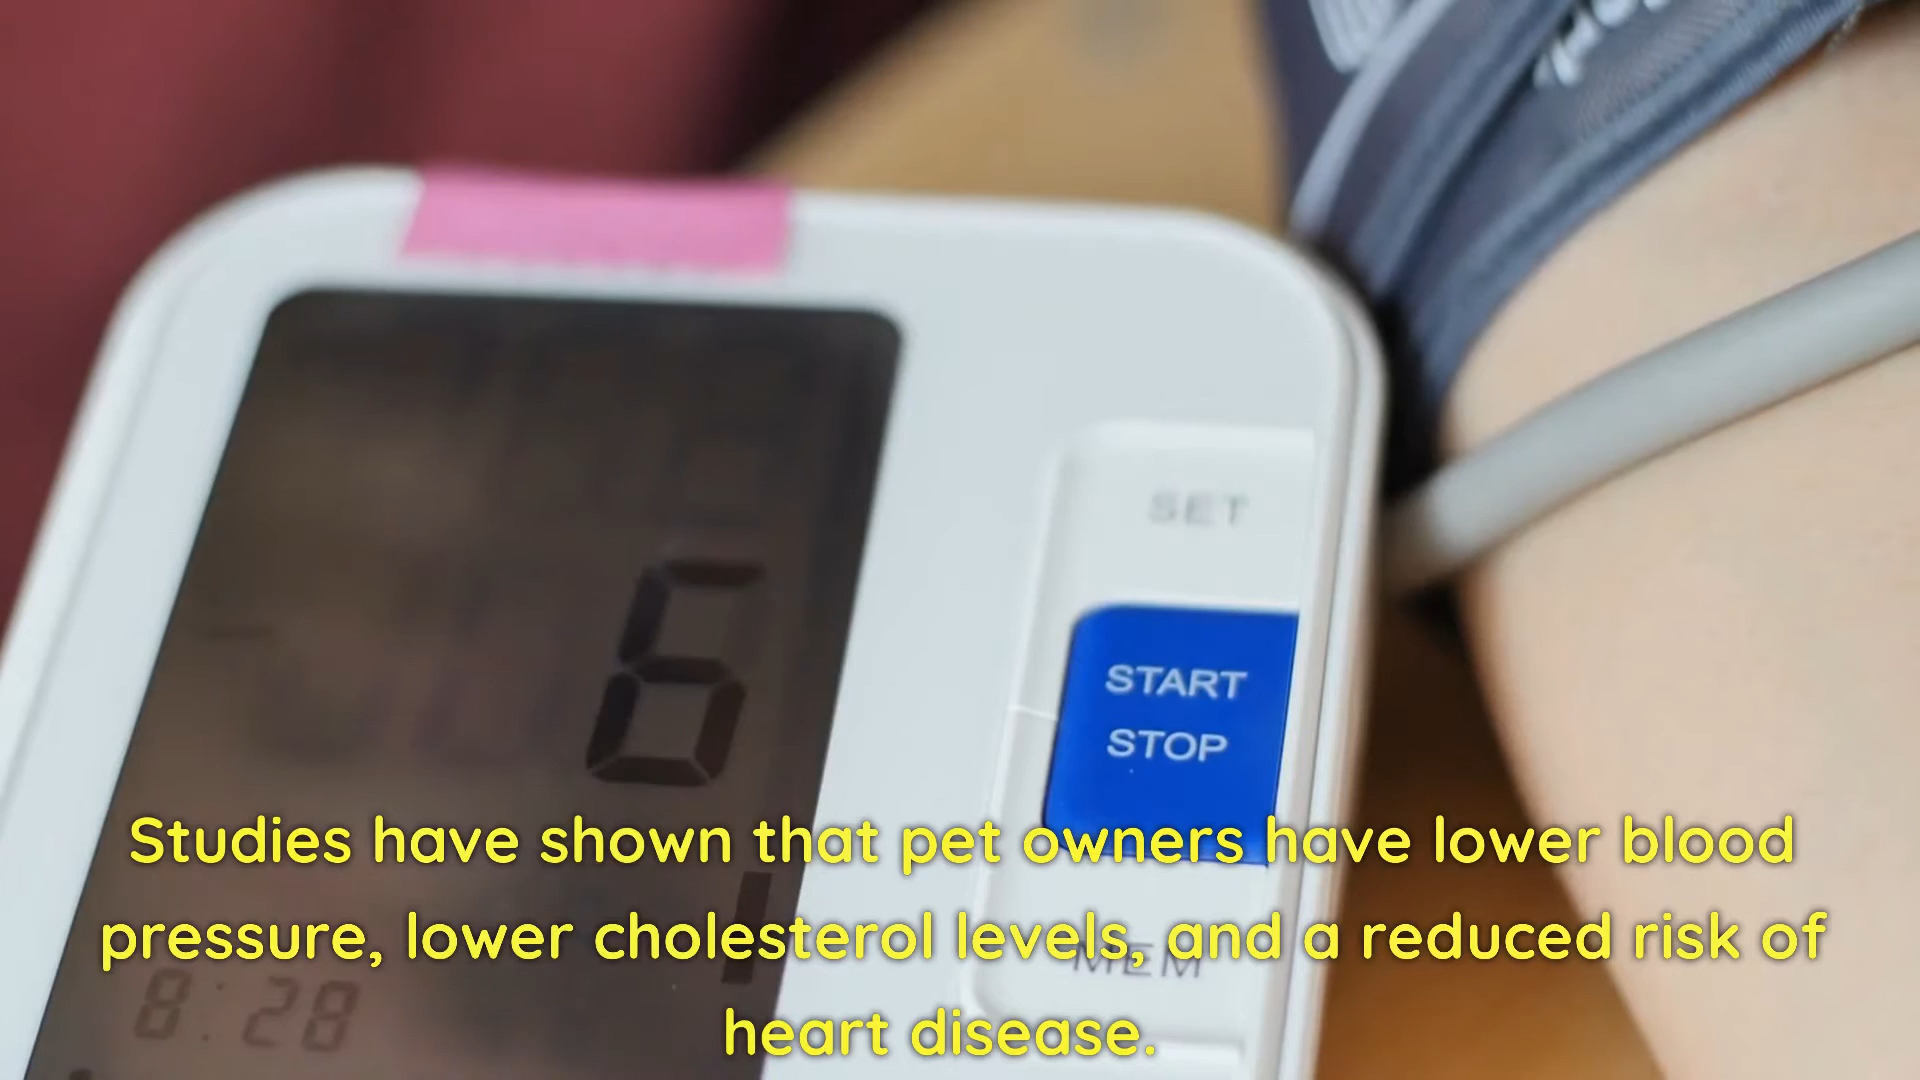 SET
6
START
STOP
Studies have shown that pet owners have lower blood
pressure, lower cholesterol levels, and a reduced risk of
MEM
8:28
heart disease.